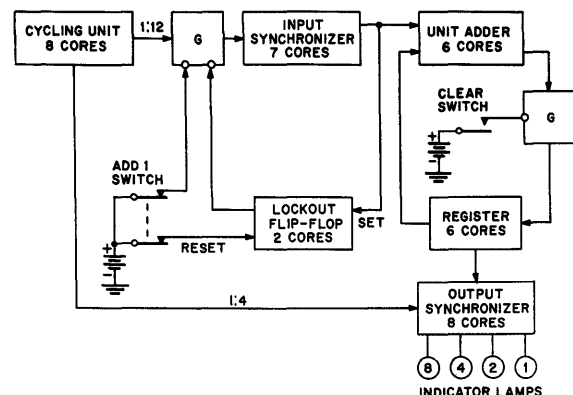 CYCLING UNIT
8 CORES
1:12
G
INPUT
SYNCHRONIZER
7 CORES
UNIT ADDER
6 CORES
CLEAR
SWITCH
G
+
-
ADD 1
SWITCH
LOCKOUT
FLIP-FLOP
2 CORES
SET
RESET
+
-
REGISTER
6 CORES
1:4
OUTPUT
SYNCHRONIZER
8 CORES
8
4
2
1
INDICATOR LAMPS